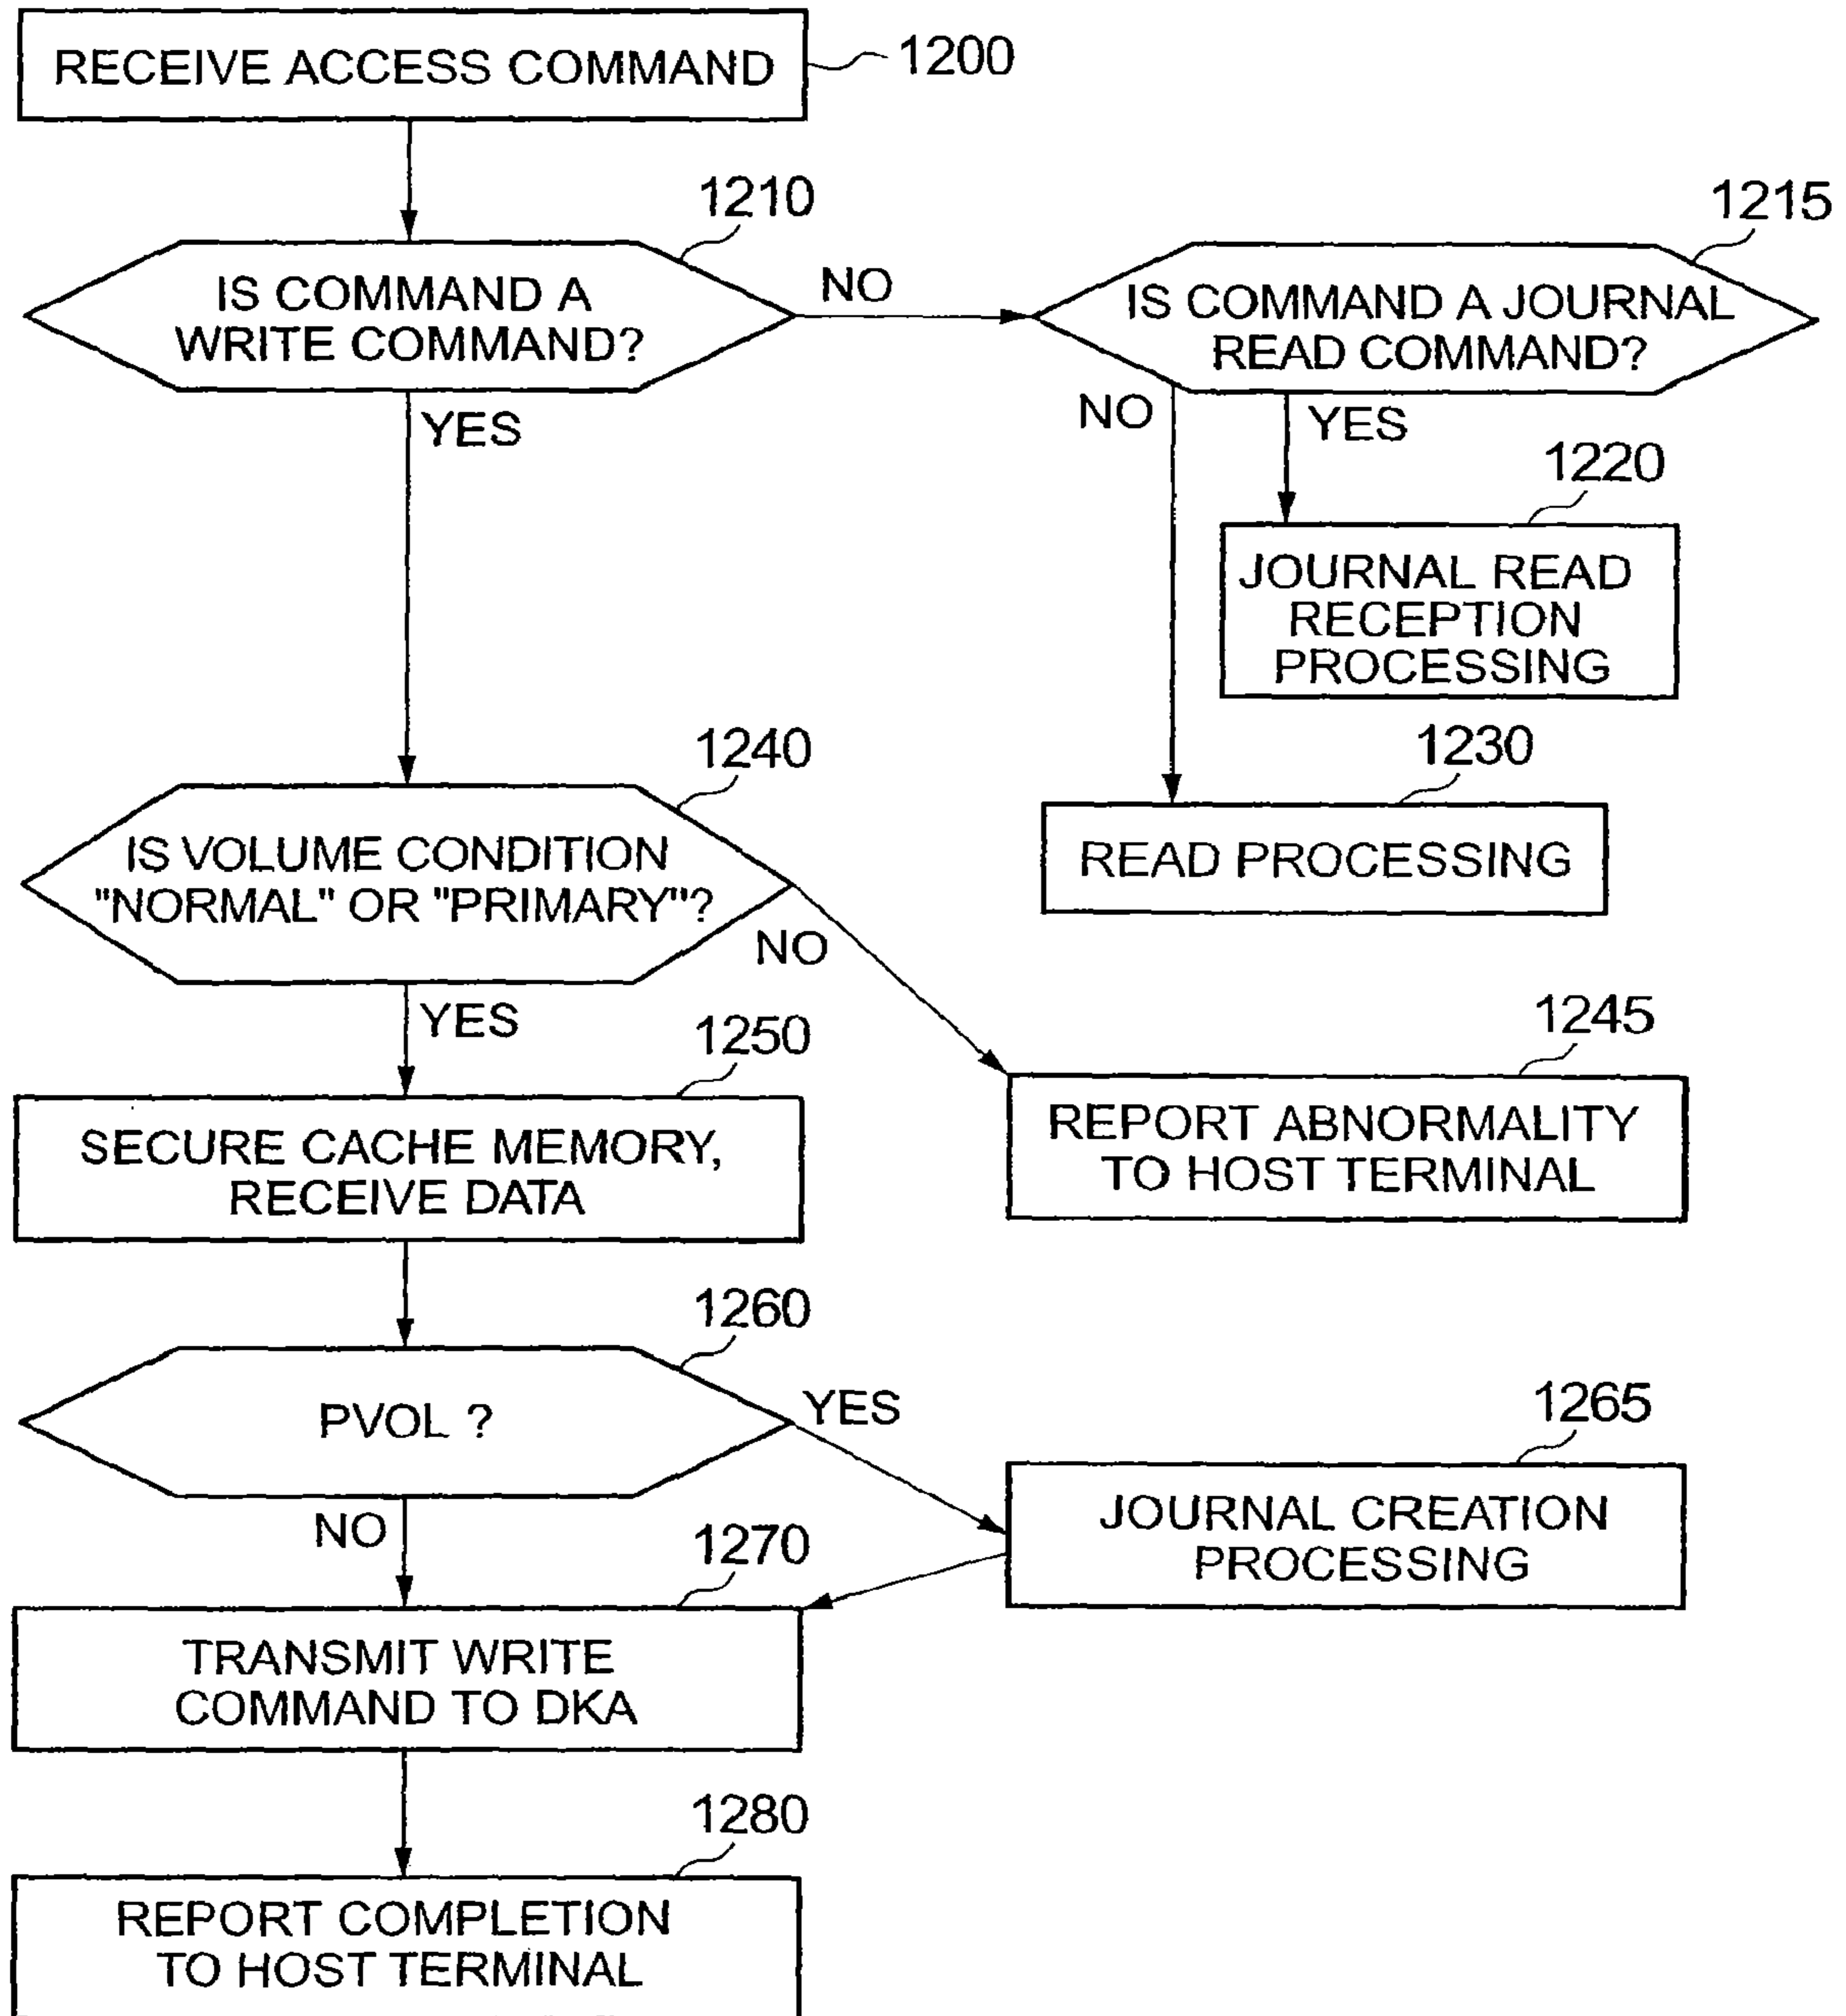 RECEIVE ACCESS COMMAND
1200
1210
1215
IS COMMAND A
WRITE COMMAND?
NO
IS COMMAND A JOURNAL
READ COMMAND?
YES
NO
YES
1220
JOURNAL READ
RECEPTION
PROCESSING
1230
READ PROCESSING
1240
IS VOLUME CONDITION
"NORMAL" OR "PRIMARY"?
NO
YES
1245
REPORT ABNORMALITY
TO HOST TERMINAL
1250
SECURE CACHE MEMORY,
RECEIVE DATA
1260
PVOL ?
YES
NO
1265
JOURNAL CREATION
PROCESSING
1270
TRANSMIT WRITE
COMMAND TO DKA
1280
REPORT COMPLETION
TO HOST TERMINAL